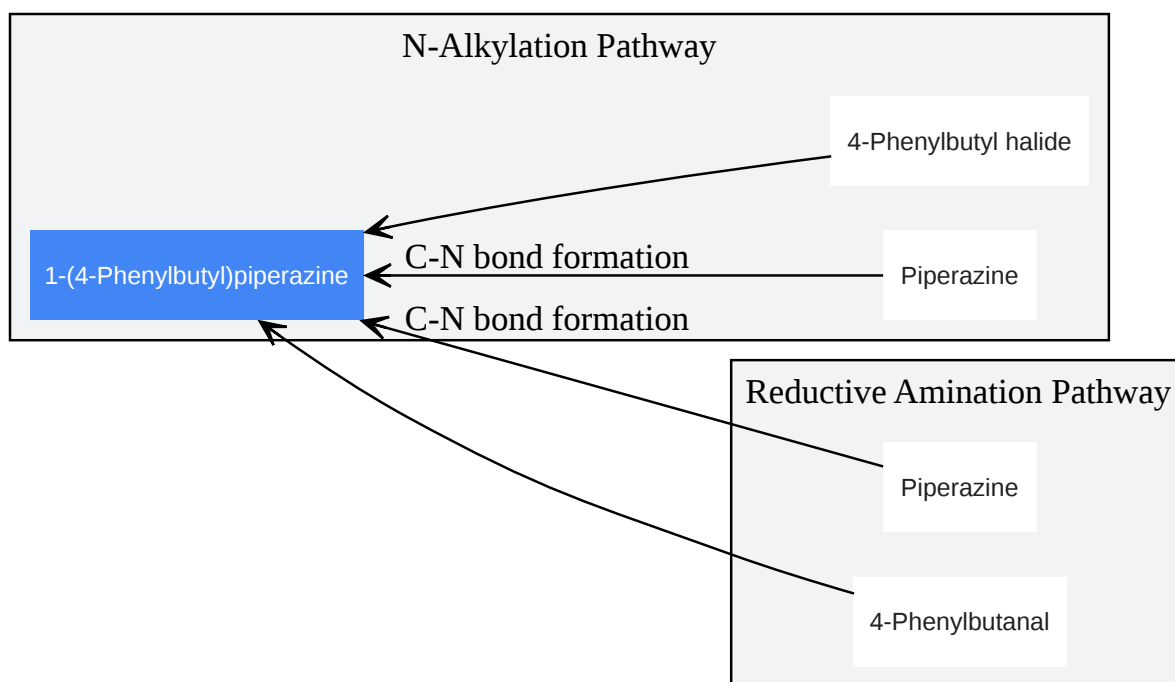 N-Alkylation Pathway
4-Phenylbutyl halide
1-(4-Phenylbutyl)piperazine
C-N bond formation
Piperazine
C-N bond formation
Reductive Amination Pathway
Piperazine
4-Phenylbutanal